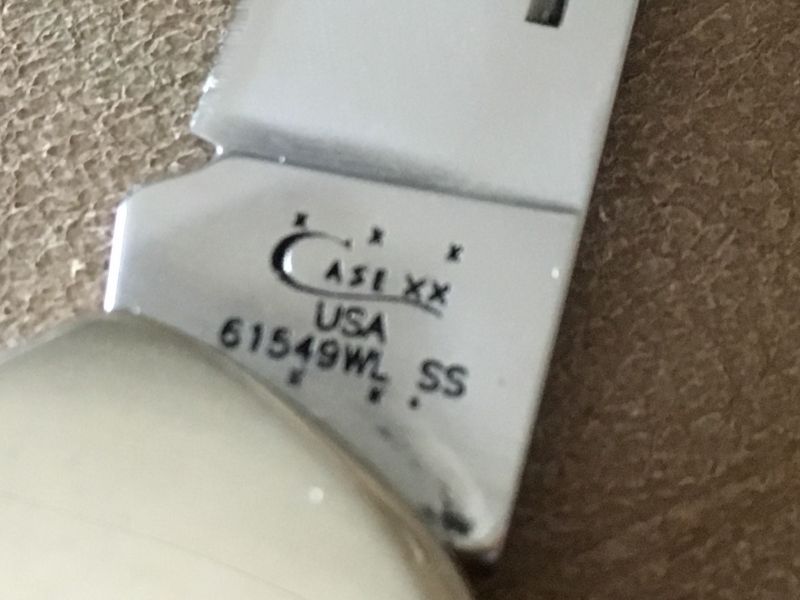 x x x
CASE XX
USA
61549WL SS
x x .